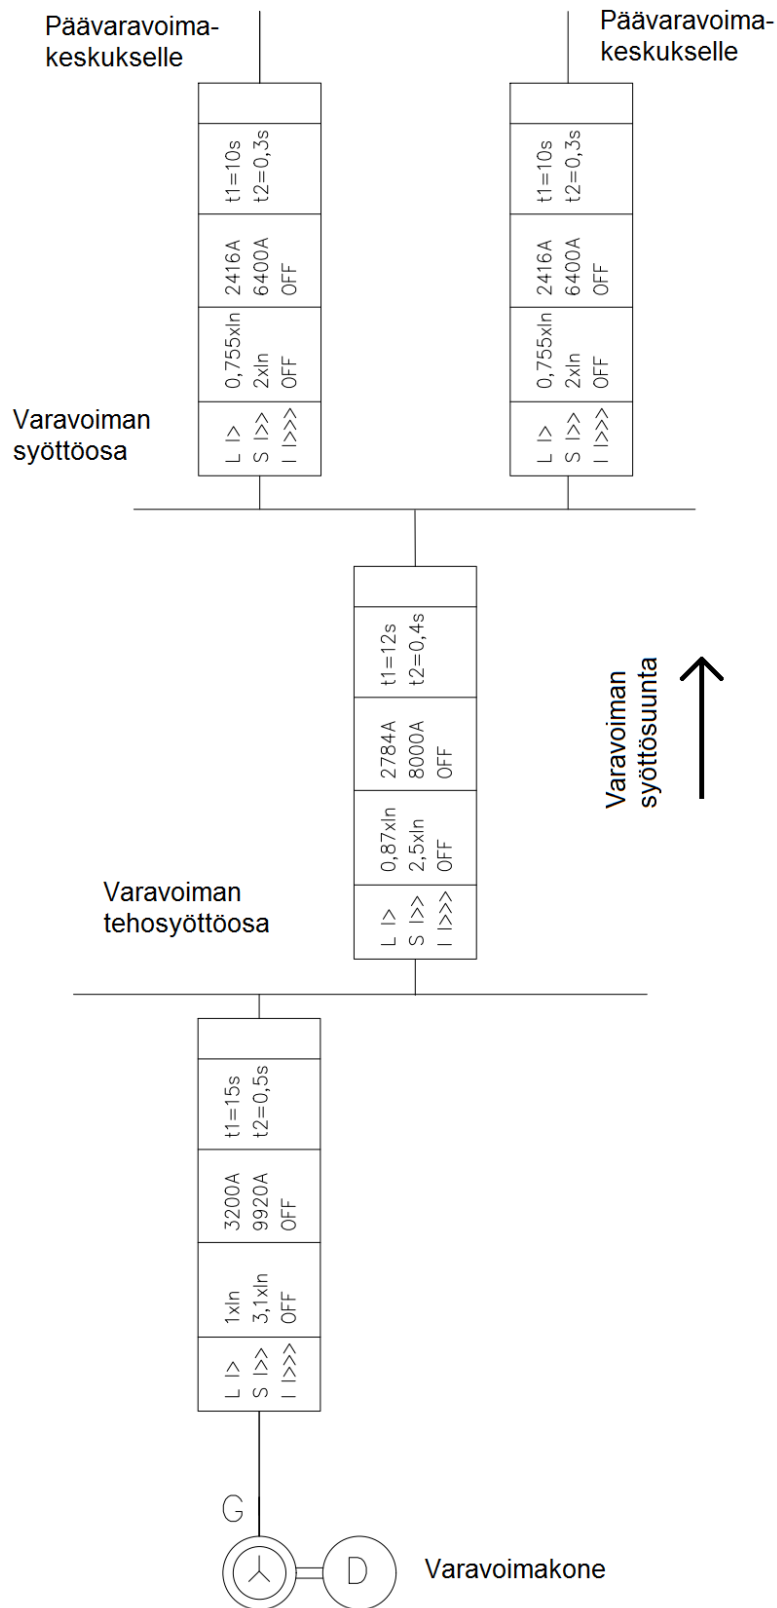 Päävaravoima-
keskukselle
Päävaravoima-
keskukselle
t1=10s
t2=0,3s
2416A
6400A
OFF
0,755xIn
2xIn
OFF
L I>
S I>>
I I>>>
t1=10s
t2=0,3s
2416A
6400A
OFF
0,755xIn
2xIn
OFF
L I>
S I>>
I I>>>
Varavoiman
syöttöosa
t1=12s
t2=0,4s
2784A
8000A
OFF
0,87xIn
2,5xIn
OFF
L I>
S I>>
I I>>>
Varavoiman
syöttösuunta
Varavoiman
tehosyöttöosa
t1=15s
t2=0,5s
3200A
9920A
OFF
1xIn
3,1xIn
OFF
L I>
S I>>
I I>>>
G
D
Varavoimakone